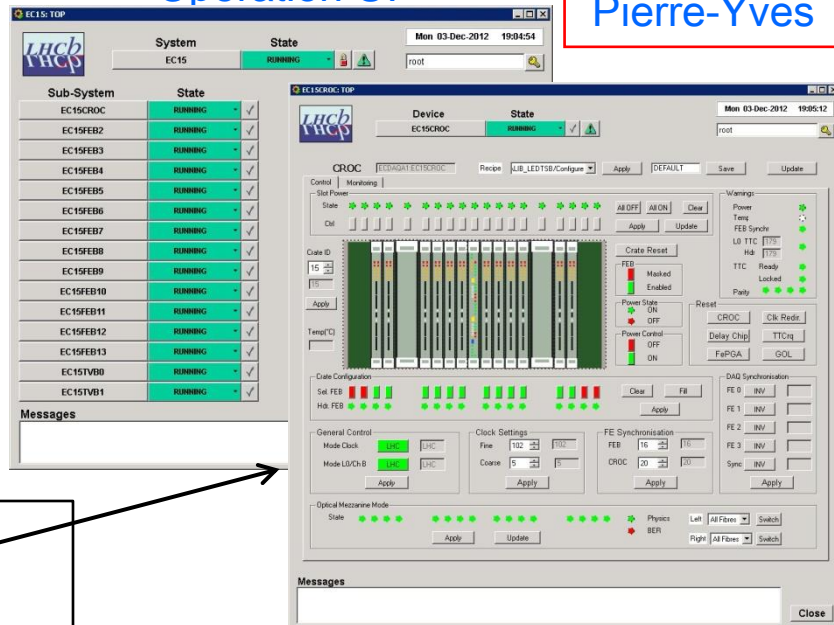 Pierre-Yves
EC15: TOP
LHCb
ГНСр
System
State
Mon 03-Dec-2012 19:04:54
EC15
RUNNING
root
Sub-System
State
EC15CROC RUNNING
EC15FEB2 RUNNING
EC15FEB3 RUNNING
EC15FEB4 RUNNING
EC15FEB5 RUNNING
EC15FEB6 RUNNING
EC15FEB7 RUNNING
EC15FEB8 RUNNING
EC15FEB9 RUNNING
EC15FEB10 RUNNING
EC15FEB11 RUNNING
EC15FEB12 RUNNING
EC15FEB13 RUNNING
EC15TVB0 RUNNING
EC15TVB1 RUNNING
Messages
EC15CROC: TOP
LHCb
ГНСр
Device
State
Mon 03-Dec-2012 19:05:12
EC15CROC
RUNNING
root
CROC ECDAQA1:EC15CROC Recipe LIB_LEDTSB/Configure Apply DEFAULT Save Update
Control Monitoring
Slot Power
State
All OFF All ON Clear
Ctrl
Apply Update
Warnings
Power
Temp
FEB Synchr
L0 TTC 179
Hdr 179
TTC Ready
Locked
Parity
Crate ID
15
15
Apply
Temp(°C)
Crate Reset
FEB
Masked
Enabled
Power State
ON
OFF
Power Control
OFF
ON
Reset
CROC Clk Redir.
Delay Chip TTCrq
FePGA GOL
Crate Configuration
Sel. FEB
Clear Fill
Hdr. FEB
Apply
DAQ Synchronisation
FE 0 INV
FE 1 INV
FE 2 INV
FE 3 INV
Sync INV
Apply
General Control
Mode Clock LHC LHC
Mode L0/Ch B LHC LHC
Apply
Clock Settings
Fine 102 102
Coarse 5 5
Apply
FE Synchronisation
FEB 16 16
CROC 20 20
Apply
Optical Mezzanine Mode
State
Physics
BER
Left All Fibres Switch
Right All Fibres Switch
Apply Update
Messages
Close